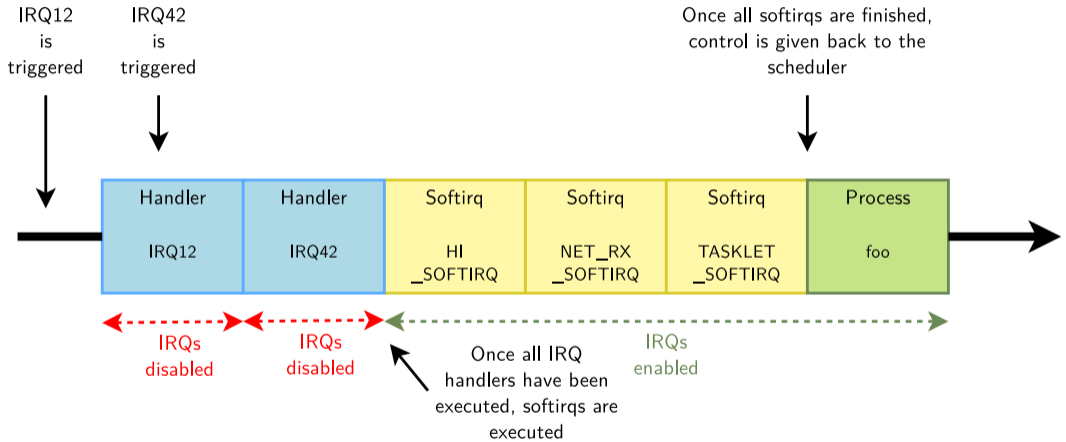 IRQ12
is
triggered
IRQ42
is
triggered
Once all softirqs are finished,
control is given back to the
scheduler
Handler
IRQ12
Handler
IRQ42
Softirq
HI
_SOFTIRQ
Softirq
NET_RX
_SOFTIRQ
Softirq
TASKLET
_SOFTIRQ
Process
foo
IRQs
disabled
IRQs
disabled
Once all IRQ
handlers have been
executed, softirqs are
executed
IRQs
enabled